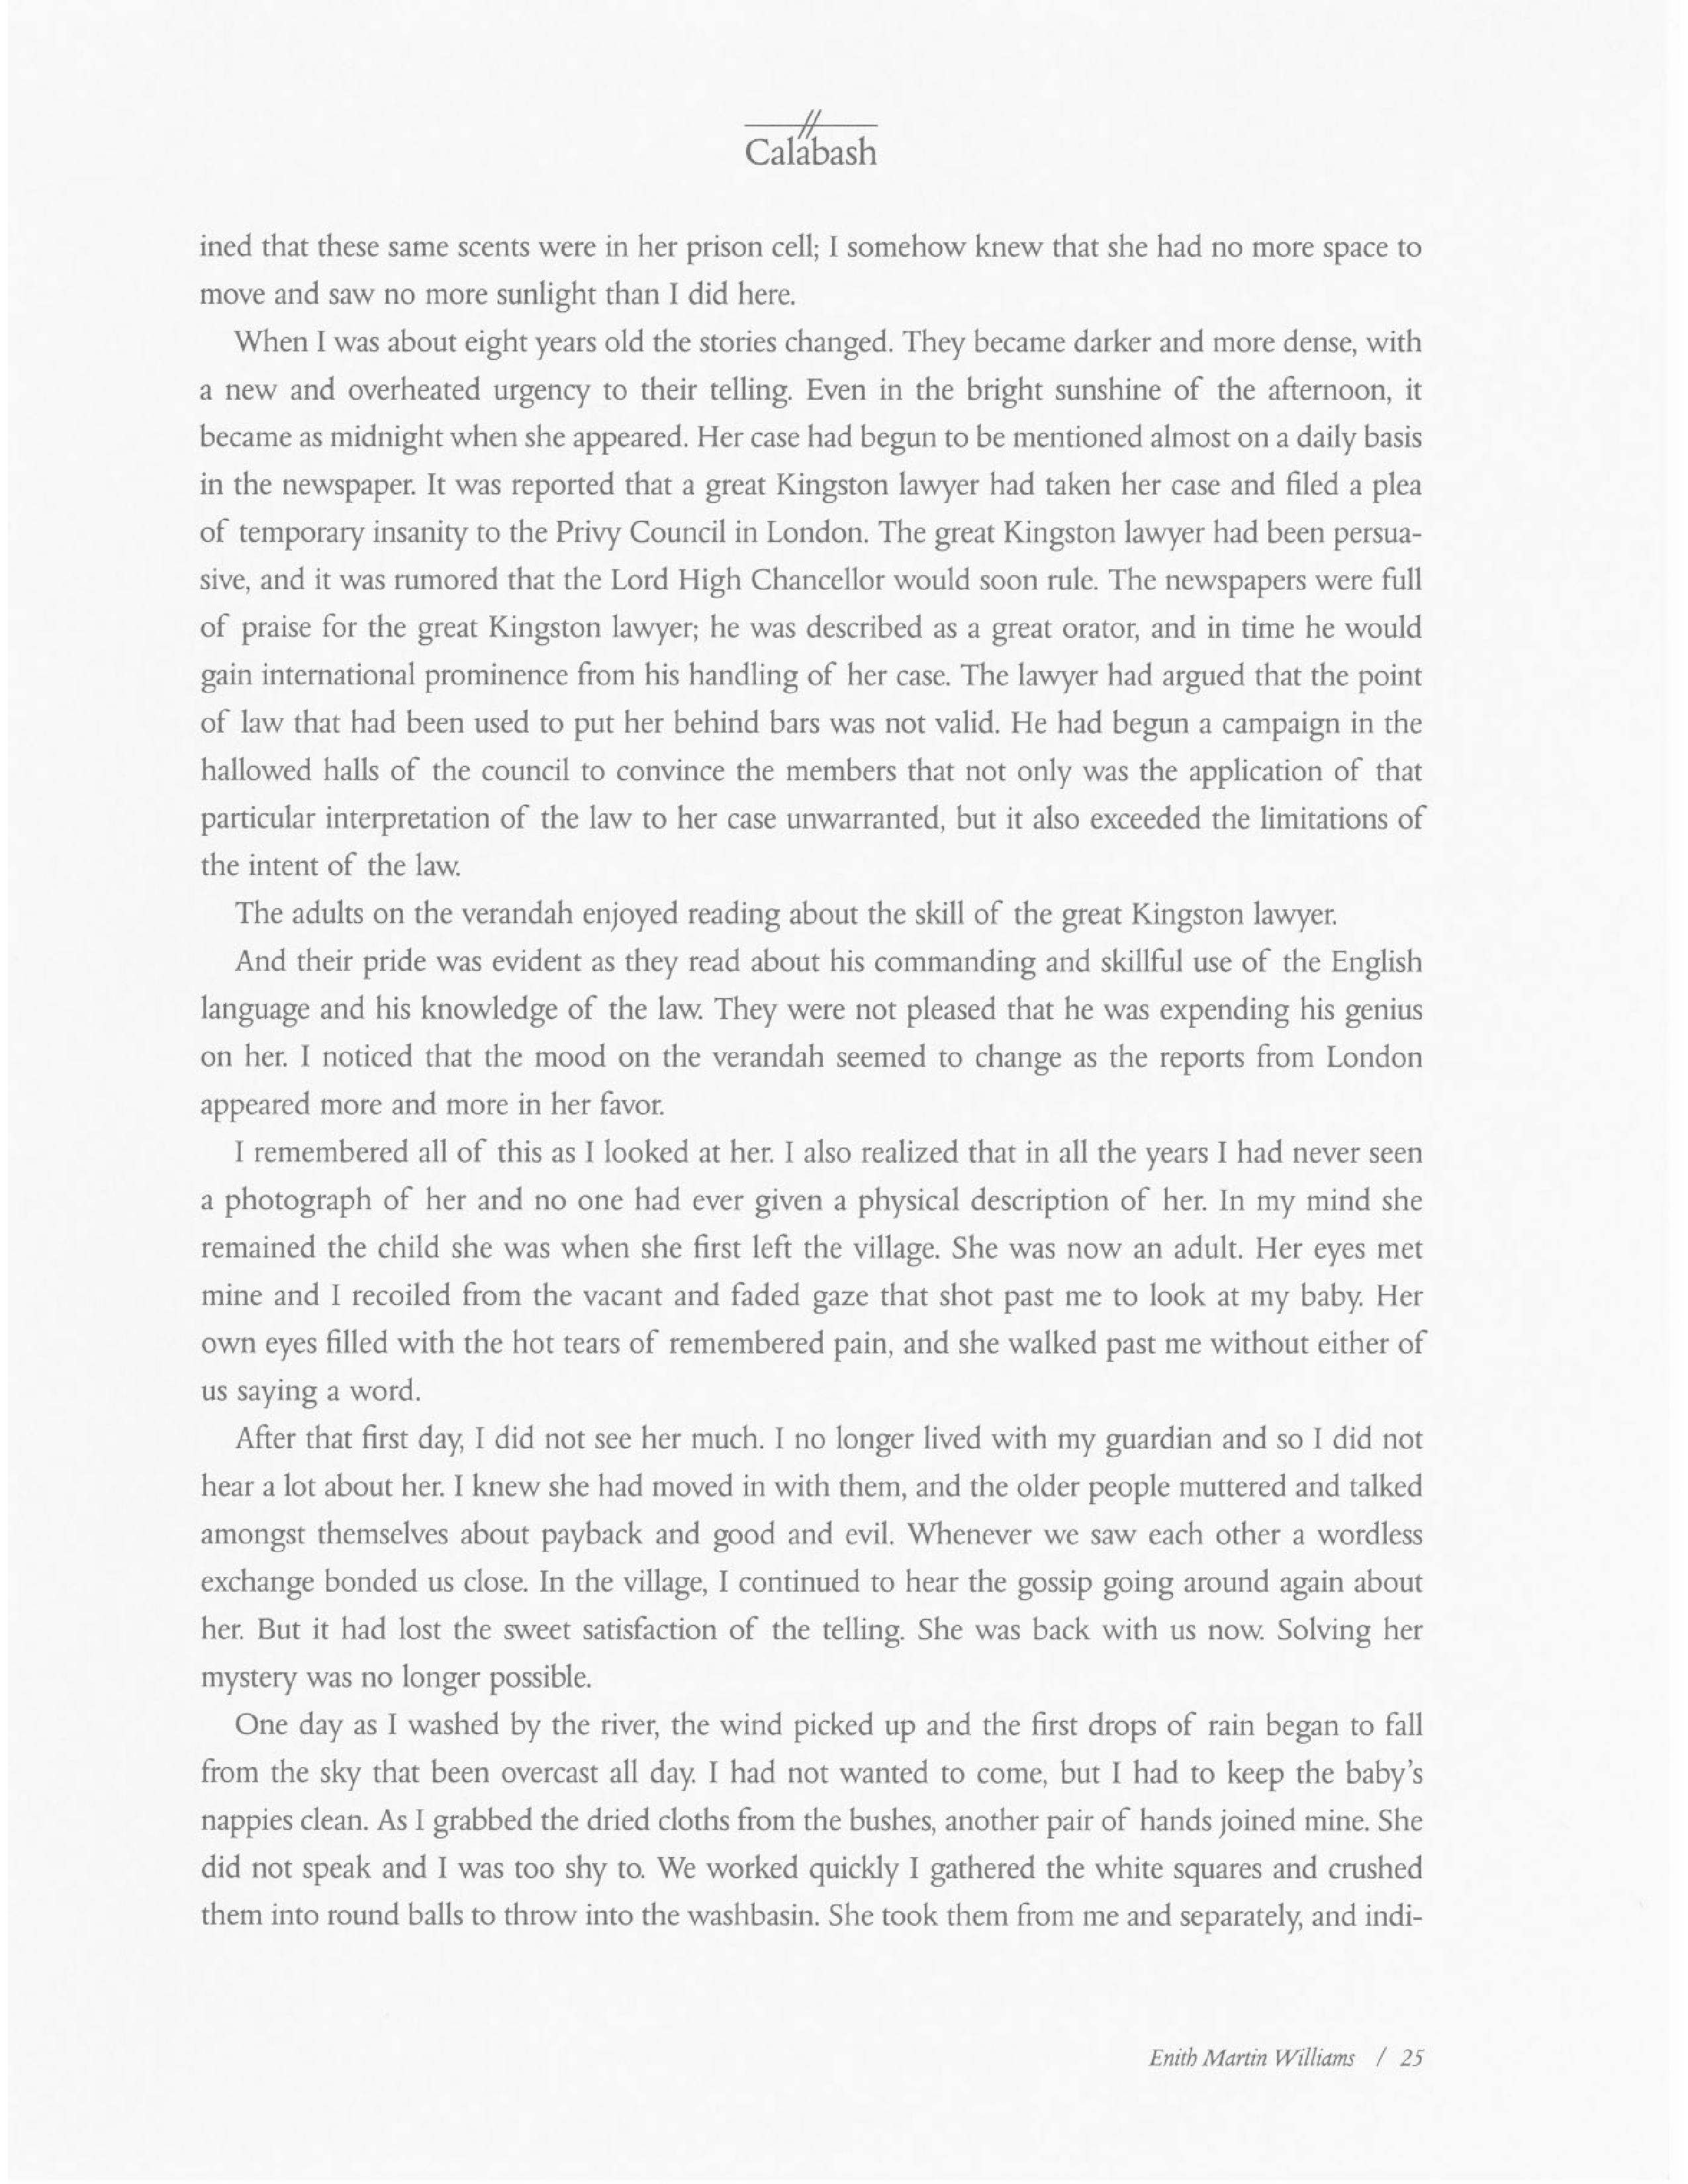 Calabash
ined that these same scents were in her prison cell; I somehow knew that she had no more space to
move and saw no more sunlight than I did here.
When I was about eight years old the stories changed. They became darker and more dense, with
a new and overheated urgency to their telling. Even in the bright sunshine of the afternoon, it
became as midnight when she appeared. Her case had begun to be mentioned almost on a daily basis
in the newspaper. It was reported that a great Kingston lawyer had taken her case and filed a plea
of temporary insanity to the Privy Council in London. The great Kingston lawyer had been persua-
sive, and it was rumored that the Lord High Chancellor would soon rule. The newspapers were full
of praise for the great Kingston lawyer; he was described as a great orator, and in time he would
gain international prominence from his handling of her case. The lawyer had argued that the point
of law that had been used to put her behind bars was not valid. He had begun a campaign in the
hallowed halls of the council to convince the members that not only was the application of that
particular interpretation of the law to her case unwarranted, but it also exceeded the limitations of
the intent of the law.
The adults on the verandah enjoyed reading about the skill of the great Kingston lawyer.
And their pride was evident as they read about his commanding and skillful use of the English
language and his knowledge of the law. They were not pleased that he was expending his genius
on her. I noticed that the mood on the verandah seemed to change as the reports from London
appeared more and more in her favor.
I remembered all of this as I looked at her. I also realized that in all the years I had never seen
a photograph of her and no one had ever given a physical description of her. In my mind she
remained the child she was when she first left the village. She was now an adult. Her eyes met
mine and I recoiled from the vacant and faded gaze that shot past me to look at my baby. Her
own eyes filled with the hot tears of remembered pain, and she walked past me without either of
us saying a word.
After that first day, I did not see her much. I no longer lived with my guardian and so I did not
hear a lot about her. I knew she had moved in with them, and the older people muttered and talked
amongst themselves about payback and good and evil. Whenever we saw each other a wordless
exchange bonded us close. In the village, I continued to hear the gossip going around again about
her. But it had lost the sweet satisfaction of the telling. She was back with us now. Solving her
mystery was no longer possible.
One day as I washed by the river, the wind picked up and the first drops of rain began to fall
from the sky that been overcast all day. I had not wanted to come, but I had to keep the baby's
nappies clean. As I grabbed the dried cloths from the bushes, another pair of hands joined mine. She
did not speak and I was too shy to. We worked quickly I gathered the white squares and crushed
them into round balls to throw into the washbasin. She took them from me and separately, and indi-
Enith Martin Williams / 25